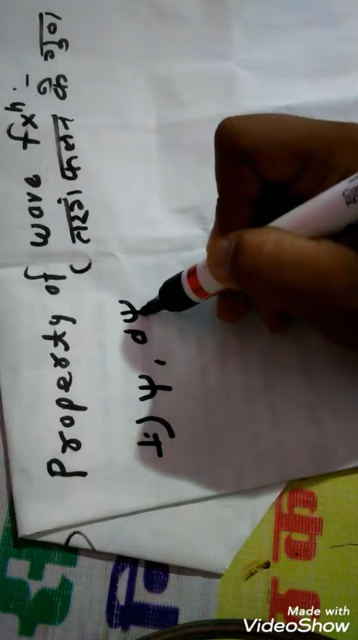 Property of wave fxⁿ-
( तरंग फलन के गुण
1.) ψ, dψ
Made with
VideoShow